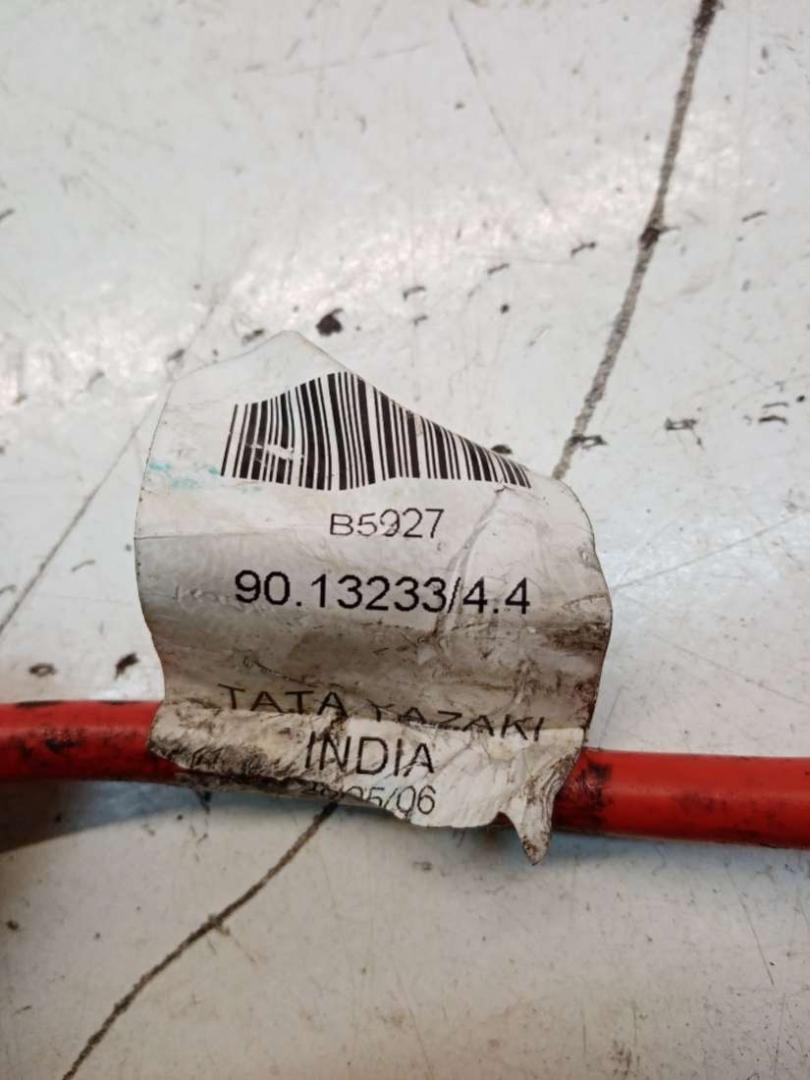 B5927
90.13233/4.4
TATA YAZAKI
INDIA